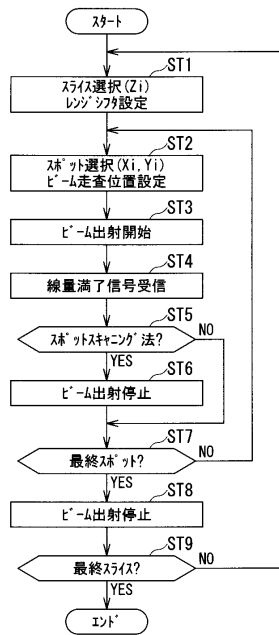 スタート
ST1
スライス選択(Zi)
レンジシフタ設定
ST2
スポット選択(Xi,Yi)
ビーム走査位置設定
ST3
ビーム出射開始
ST4
線量満了信号受信
ST5
スポットスキャニング法?
NO
YES
ST6
ビーム出射停止
ST7
最終スポット?
NO
YES
ST8
ビーム出射停止
ST9
最終スライス?
NO
YES
エンド